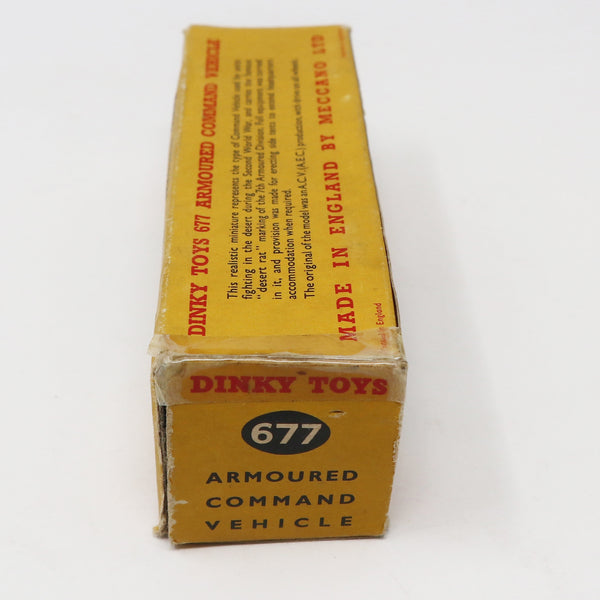 DINKY TOYS 677 ARMOURED COMMAND VEHICLE
This realistic miniature represents the type of Command Vehicle used by units
fighting in the desert during the Second World War, and carries the famous
"desert rat" marking of the 7th Armoured Division. Full equipment was carried
in it, and provision was made for erecting side tents to extend headquarters
accommodation when required.
The original of the model was an A.C.V. (A.E.C.) production, with drive on all wheels.
MADE IN ENGLAND BY MECCANO LTD
in England
DINKY TOYS
677
ARMOURED
COMMAND
VEHICLE